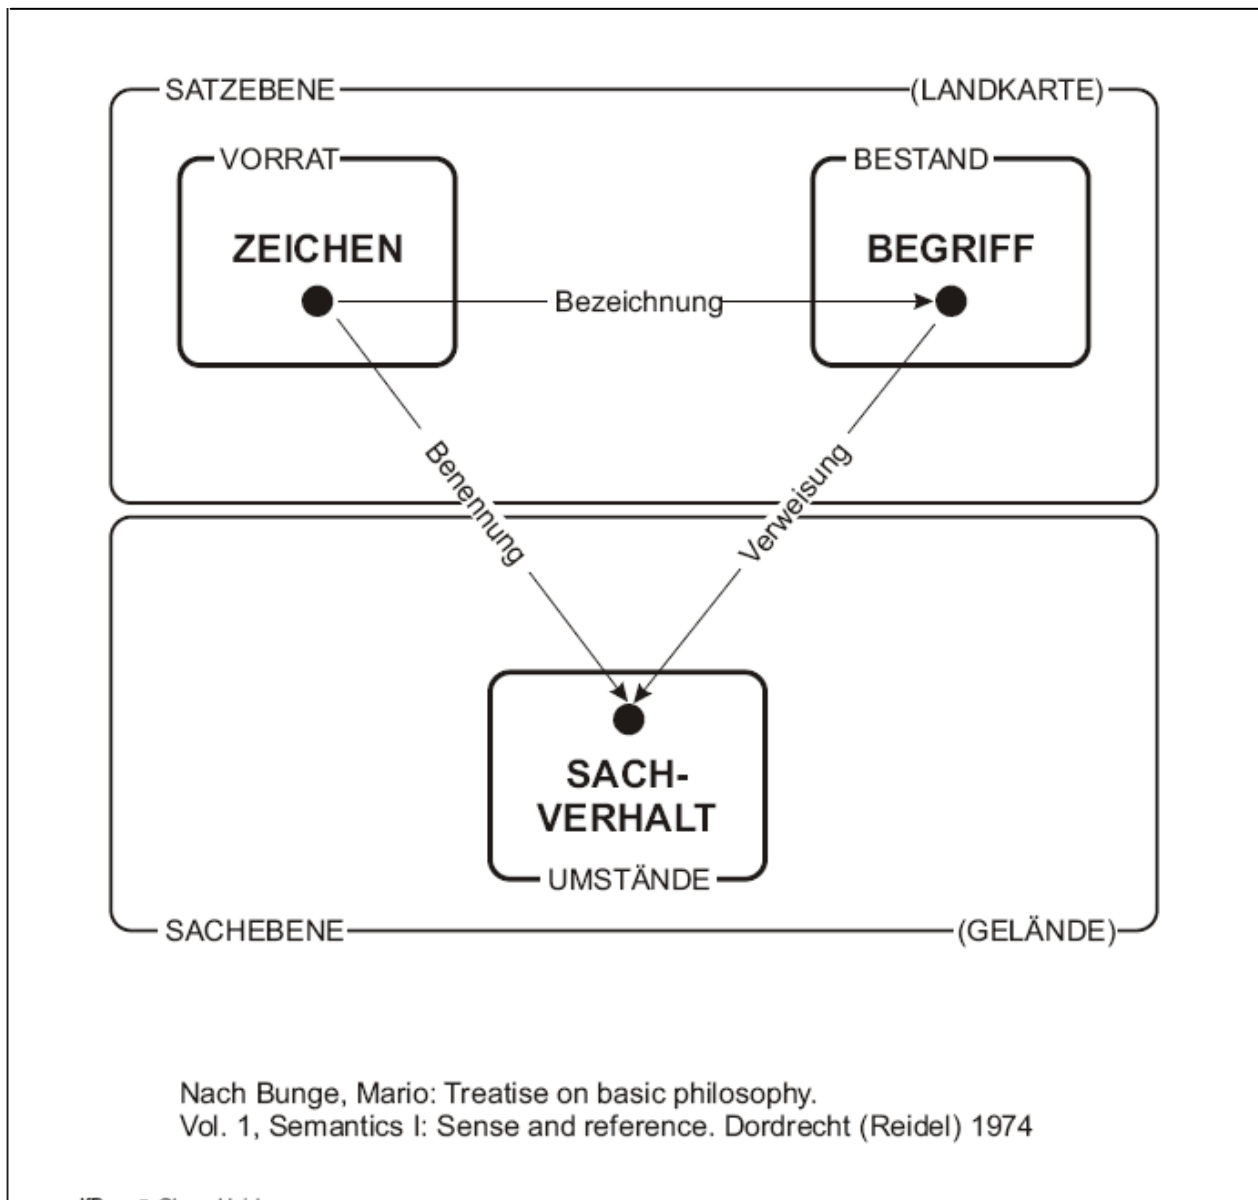 SATZEBENE (LANDKARTE)
VORRAT BESTAND
ZEICHEN BEGRIFF
Bezeichnung
Benennung Verweisung
SACH-
VERHALT
UMSTÄNDE
SACHEBENE (GELÄNDE)
Nach Bunge, Mario: Treatise on basic philosophy.
Vol. 1, Semantics I: Sense and reference. Dordrecht (Reidel) 1974